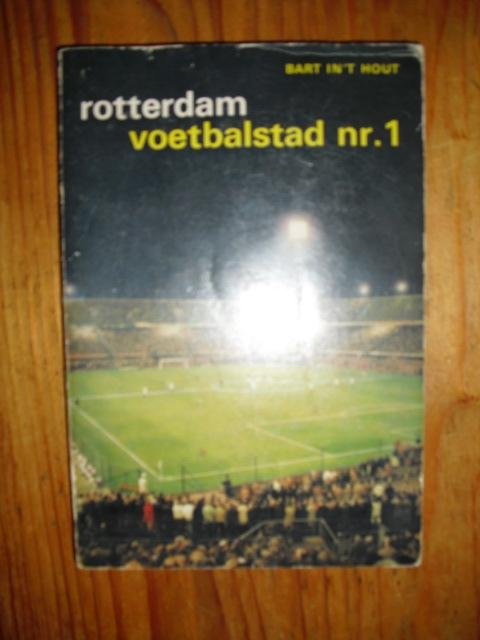 BART IN'T HOUT
rotterdam
voetbalstad nr.1